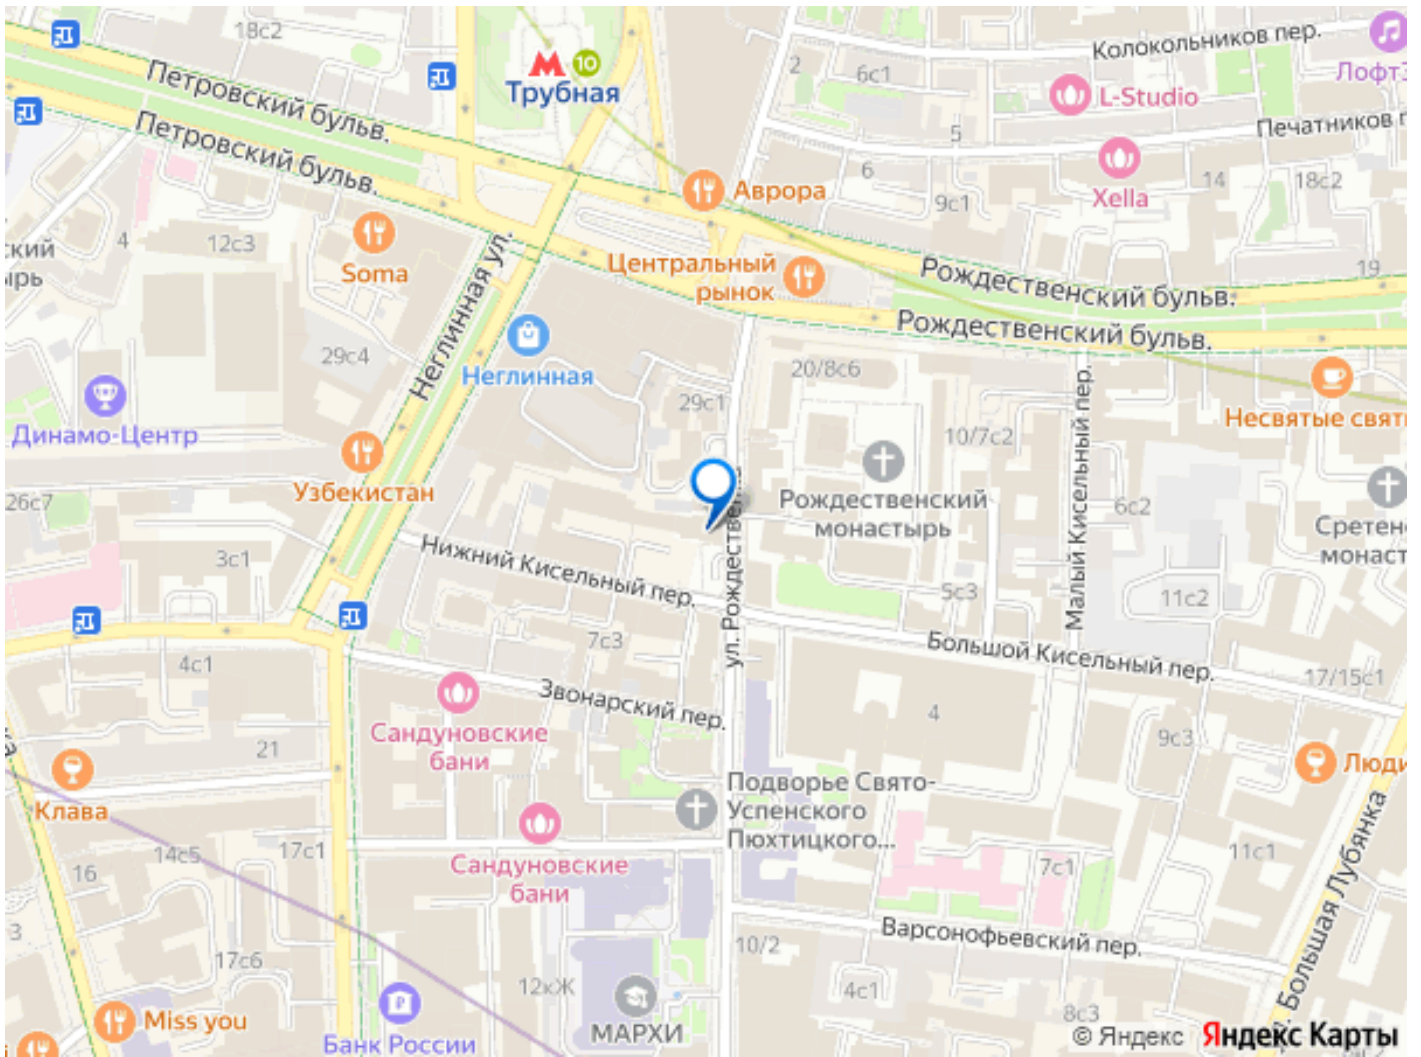 18с2
Колокольников пер.
2
6с1
Лофт
10
Трубная
L-Studio
Петровский бульв.
Печатников
5
Петровский бульв.
6
Аврора
Xella
14
18с2
9с1
4
12с3
ский
ырь
Soma
Неглинная ул.
Центральный
рынок
Рождественский бульв.
19
Рождественский бульв.
29с4
Неглинная
20/8с6
29с1
Динамо-Центр
10/7с2
Малый Кисельный пер.
Несвятые свят
Узбекистан
26с7
Рождественский
монастырь
6с2
Сретен
монаст
3с1
Нижний Кисельный пер.
ул. Рождественка
5с3
11с2
7с3
Большой Кисельный пер.
4с1
17/15с1
Звонарский пер.
Сандуновские
бани
4
9с3
21
Люди
Клава
Подворье Свято-
Успенского
Пюхтицкого...
16
14с5
17с1
Сандуновские
бани
7с1
11с1
Большая Лубянка
3
Варсонофьевский пер.
10/2
17с6
12кЖ
4с1
Miss you
МАРХИ
8с3
Банк России
© Яндекс Яндекс Карты